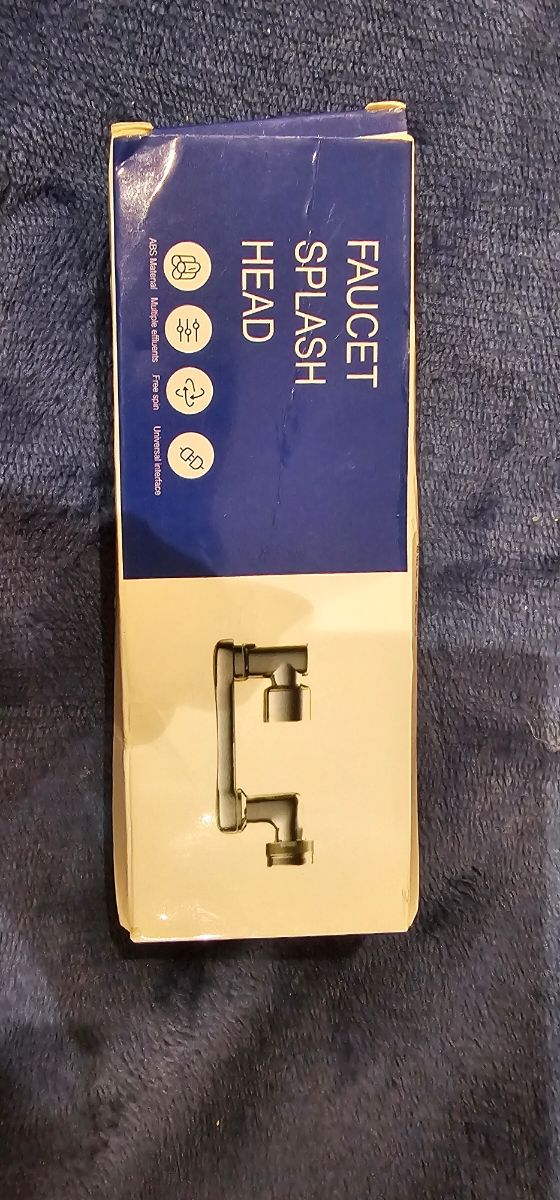 FAUCET
SPLASH
HEAD
ABS Material
Multiple effluents
Free spin
Universal interface